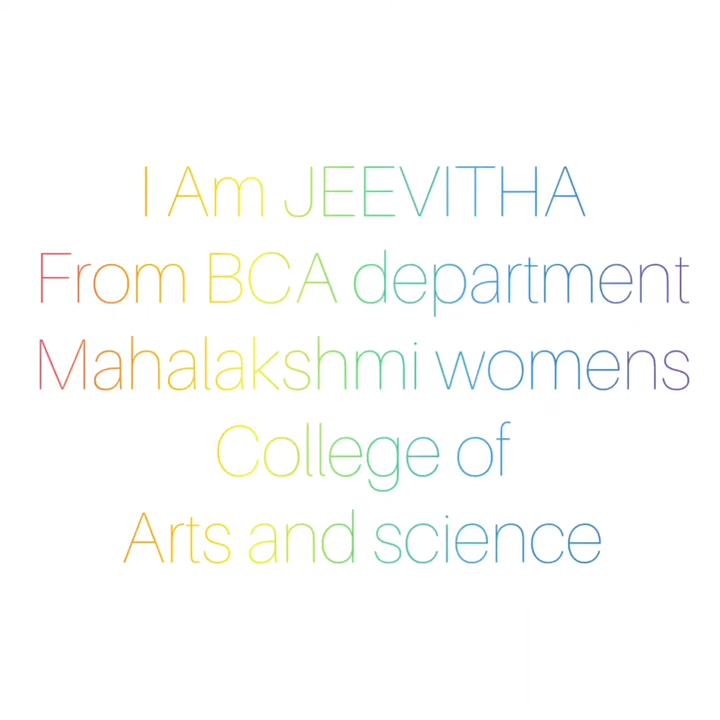 I Am JEEVITHA
From BCA department
Mahalakshmi womens
College of
Arts and science